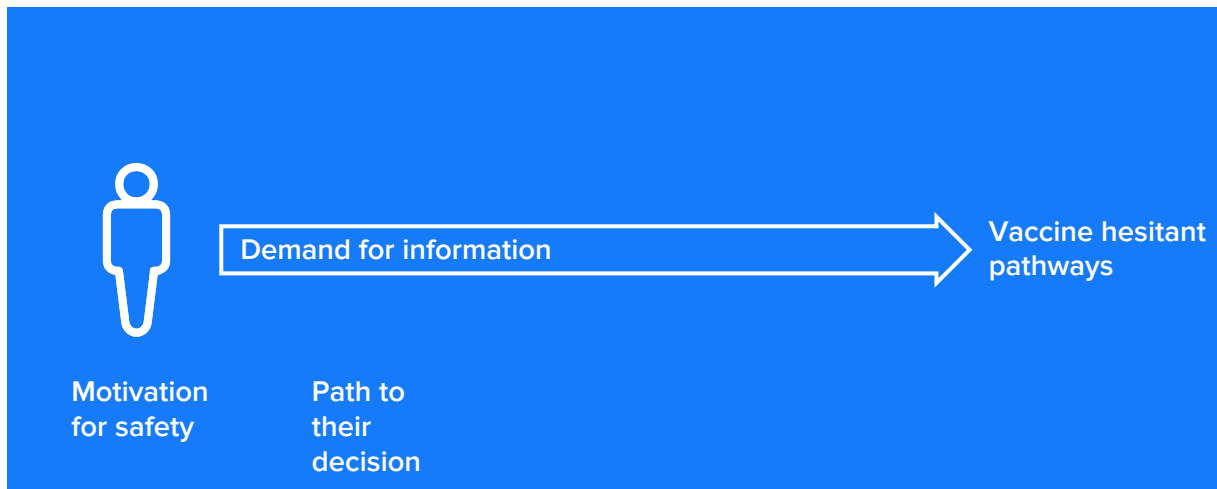 Demand for information
Vaccine hesitant
pathways
Motivation
for safety
Path to
their
decision